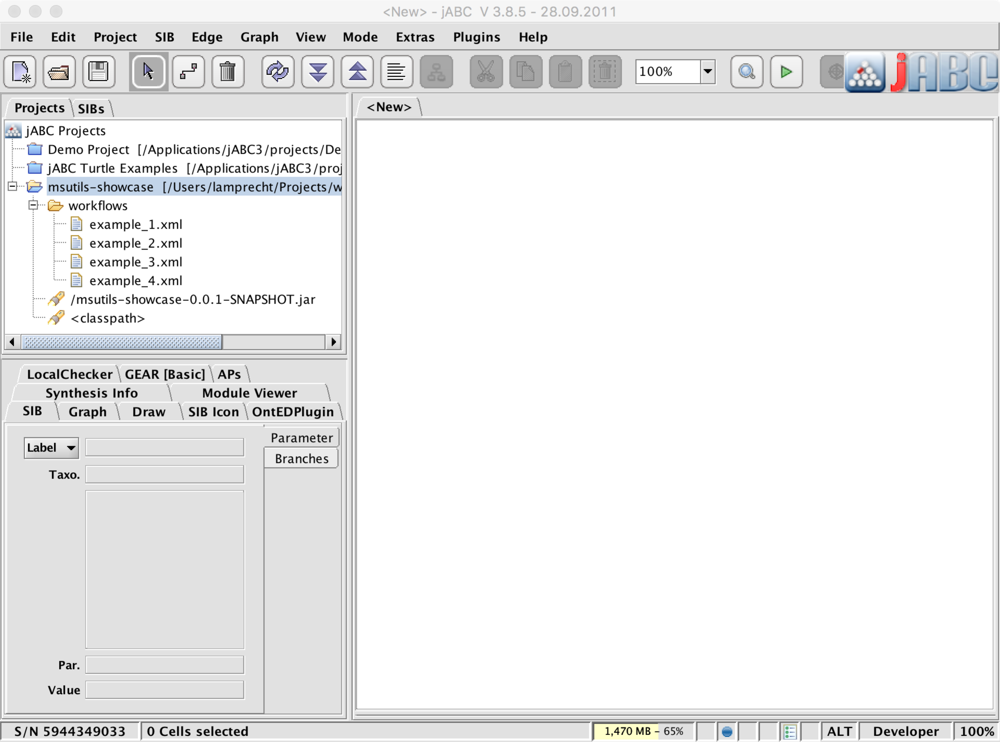 <New> - jABC  V 3.8.5 - 28.09.2011
File Edit Project SIB Edge Graph View Mode Extras Plugins Help
100%
jABC
Projects SIBs
<New>
jABC Projects
Demo Project [/Applications/jABC3/projects/De
jABC Turtle Examples [/Applications/jABC3/proj
msutils-showcase [/Users/lamprecht/Projects/w
workflows
example_1.xml
example_2.xml
example_3.xml
example_4.xml
/msutils-showcase-0.0.1-SNAPSHOT.jar
<classpath>
LocalChecker GEAR [Basic] APs
Synthesis Info Module Viewer
SIB Graph Draw SIB Icon OntEDPlugin
Parameter
Label
Branches
Taxo.
Par.
Value
S/N 5944349033 0 Cells selected 1,470 MB - 65% ALT Developer 100%